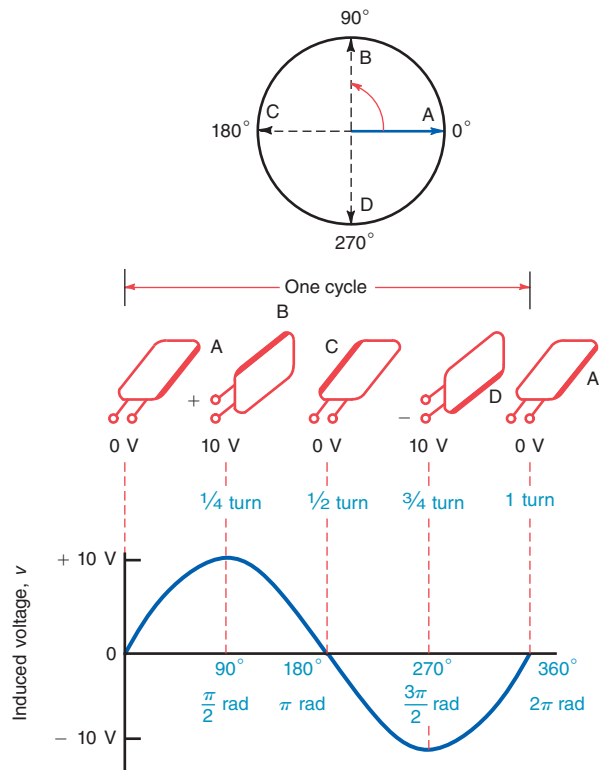 90°
B
C
A
180°
0°
D
270°
One cycle
B
A
C
D
A
+
−
0 V
10 V
0 V
10 V
0 V
¼ turn
½ turn
¾ turn
1 turn
Induced voltage, v
+ 10 V
0
− 10 V
90°
180°
270°
360°
π/2 rad
π rad
3π/2 rad
2π rad